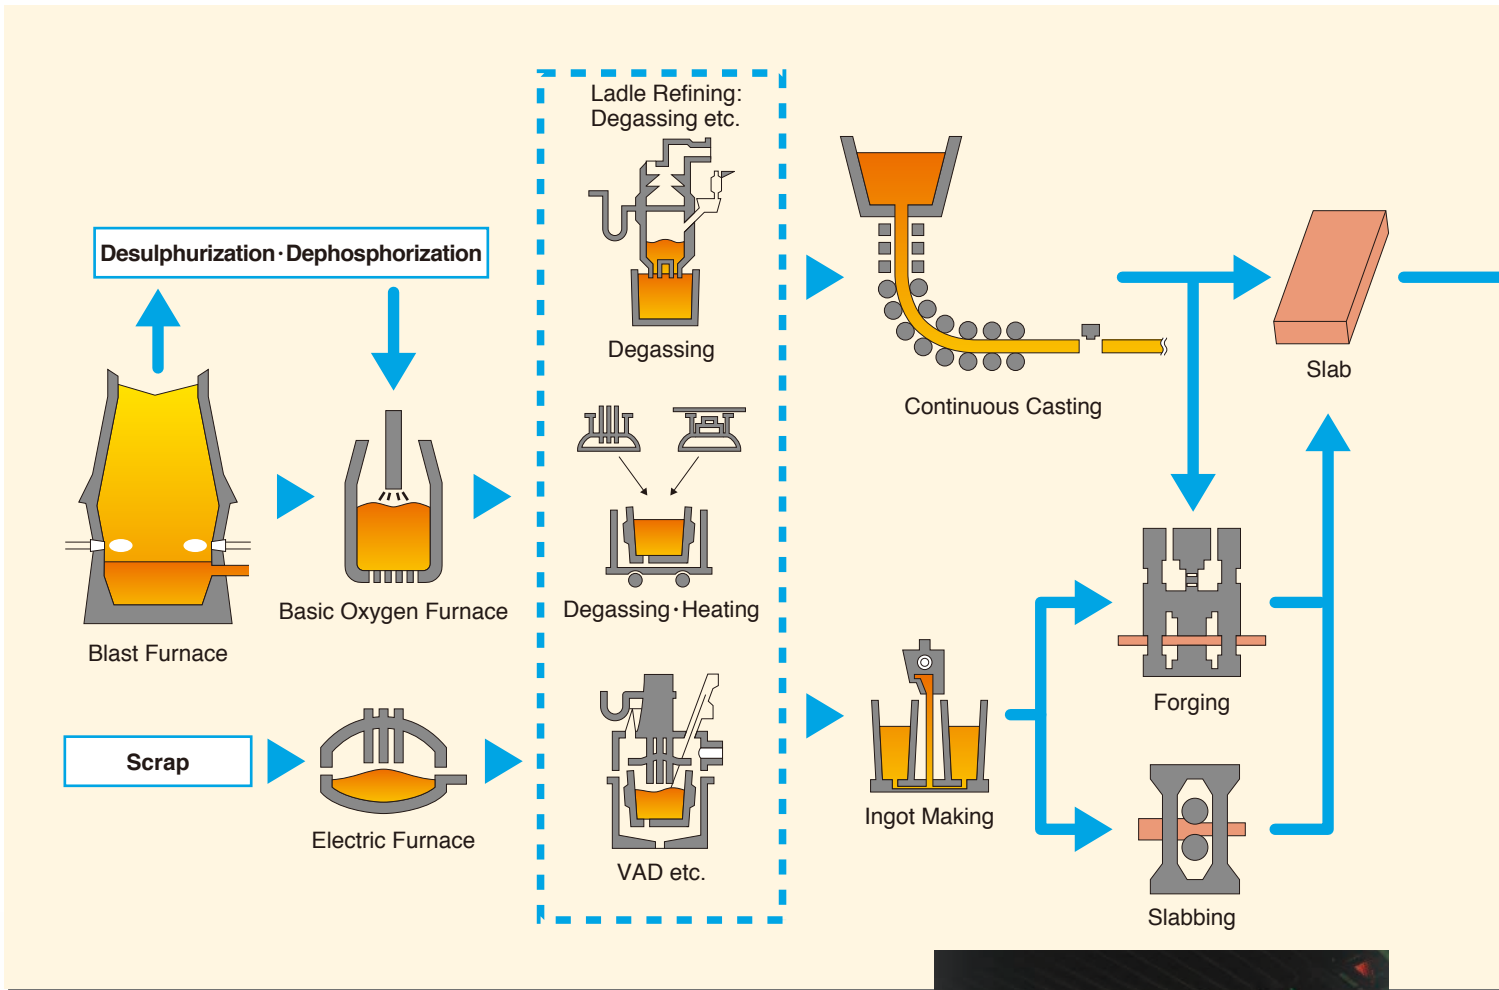 Ladle Refining:
Degassing etc.
Desulphurization·Dephosphorization
Degassing
Slab
Continuous Casting
Degassing·Heating
Basic Oxygen Furnace
Blast Furnace
Forging
Scrap
Ingot Making
Electric Furnace
VAD etc.
Slabbing